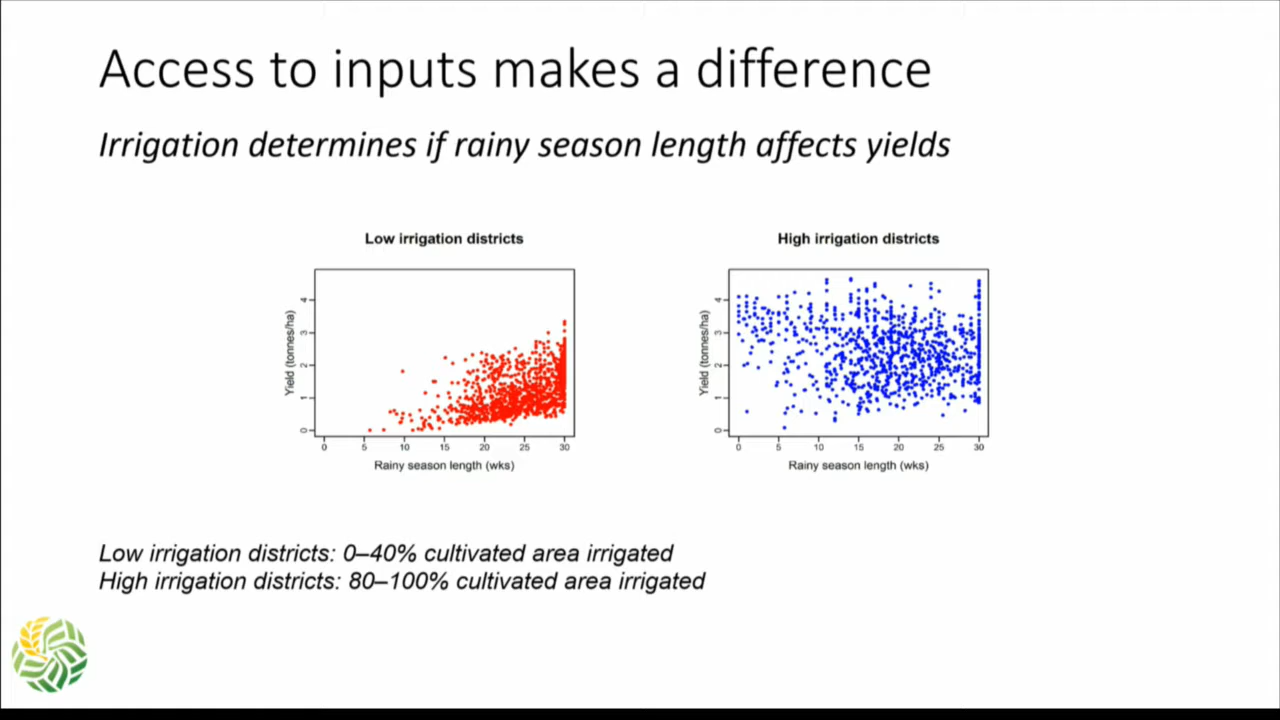 Access to inputs makes a difference
Irrigation determines if rainy season length affects yields
Low irrigation districts
Yield (tonnes/ha)
4
3
2
1
0
0 5 10 15 20 25 30
Rainy season length (wks)
High irrigation districts
Yield (tonnes/ha)
4
3
2
1
0
0 5 10 15 20 25 30
Rainy season length (wks)
Low irrigation districts: 0–40% cultivated area irrigated
High irrigation districts: 80–100% cultivated area irrigated